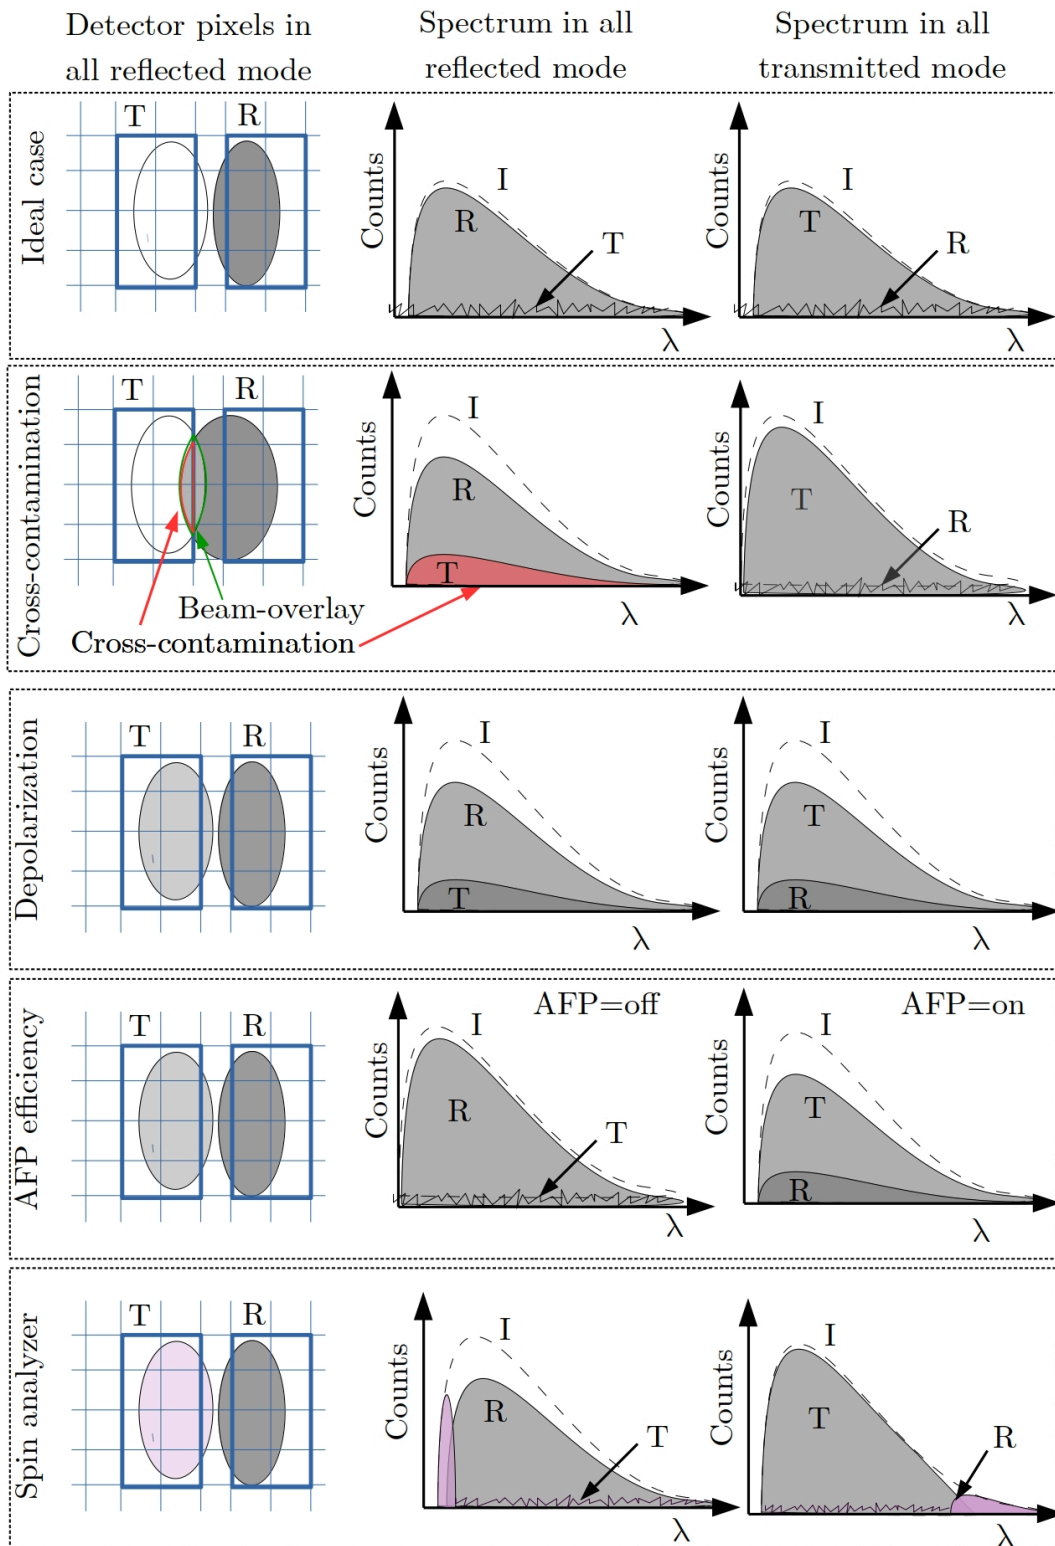 Detector pixels in
all reflected mode
Spectrum in all
reflected mode
Spectrum in all
transmitted mode
Ideal case
T R
Counts
I
R
T
λ
Counts
I
T
R
λ
Cross-contamination
T R
Beam-overlay
Cross-contamination
Counts
I
R
T
λ
Counts
I
T
R
λ
Depolarization
T R
Counts
I
R
T
λ
Counts
I
T
R
λ
AFP efficiency
T R
AFP=off
Counts
I
R
T
λ
AFP=on
Counts
I
T
R
λ
Spin analyzer
T R
Counts
I
R
T
λ
Counts
I
T
R
λ